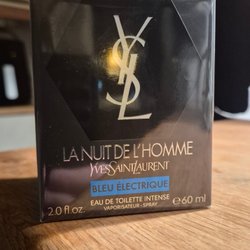 YSL
LA NUIT DE L'HOMME
YVES SAINT LAURENT
BLEU ÉLECTRIQUE
EAU DE TOILETTE INTENSE
VAPORISATEUR-SPRAY
2.0 fl oz. ℮ 60 ml